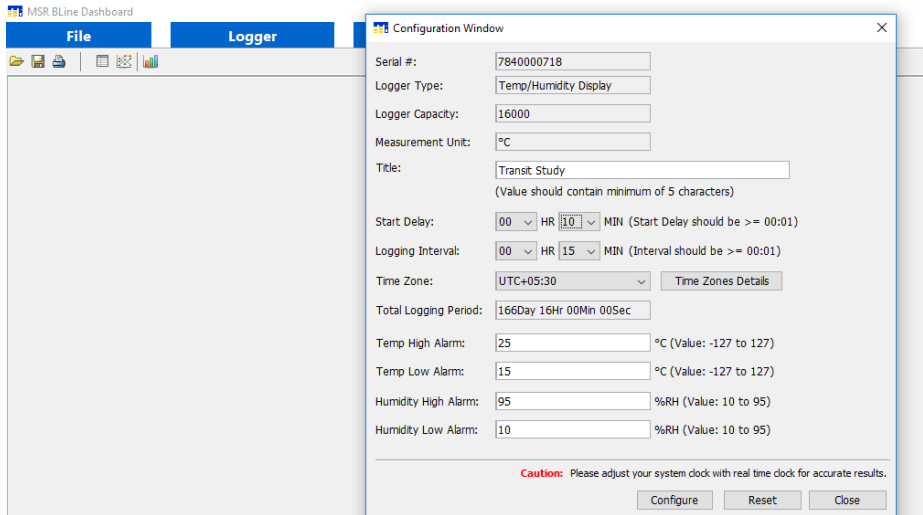 MSR BLine Dashboard
File
Logger
Configuration Window
Serial #: 7840000718
Logger Type: Temp/Humidity Display
Logger Capacity: 16000
Measurement Unit: °C
Title: Transit Study
(Value should contain minimum of 5 characters)
Start Delay: 00 HR 10 MIN (Start Delay should be >= 00:01)
Logging Interval: 00 HR 15 MIN (Interval should be >= 00:01)
Time Zone: UTC+05:30 Time Zones Details
Total Logging Period: 166Day 16Hr 00Min 00Sec
Temp High Alarm: 25 °C (Value: -127 to 127)
Temp Low Alarm: 15 °C (Value: -127 to 127)
Humidity High Alarm: 95 %RH (Value: 10 to 95)
Humidity Low Alarm: 10 %RH (Value: 10 to 95)
Caution: Please adjust your system clock with real time clock for accurate results.
Configure Reset Close